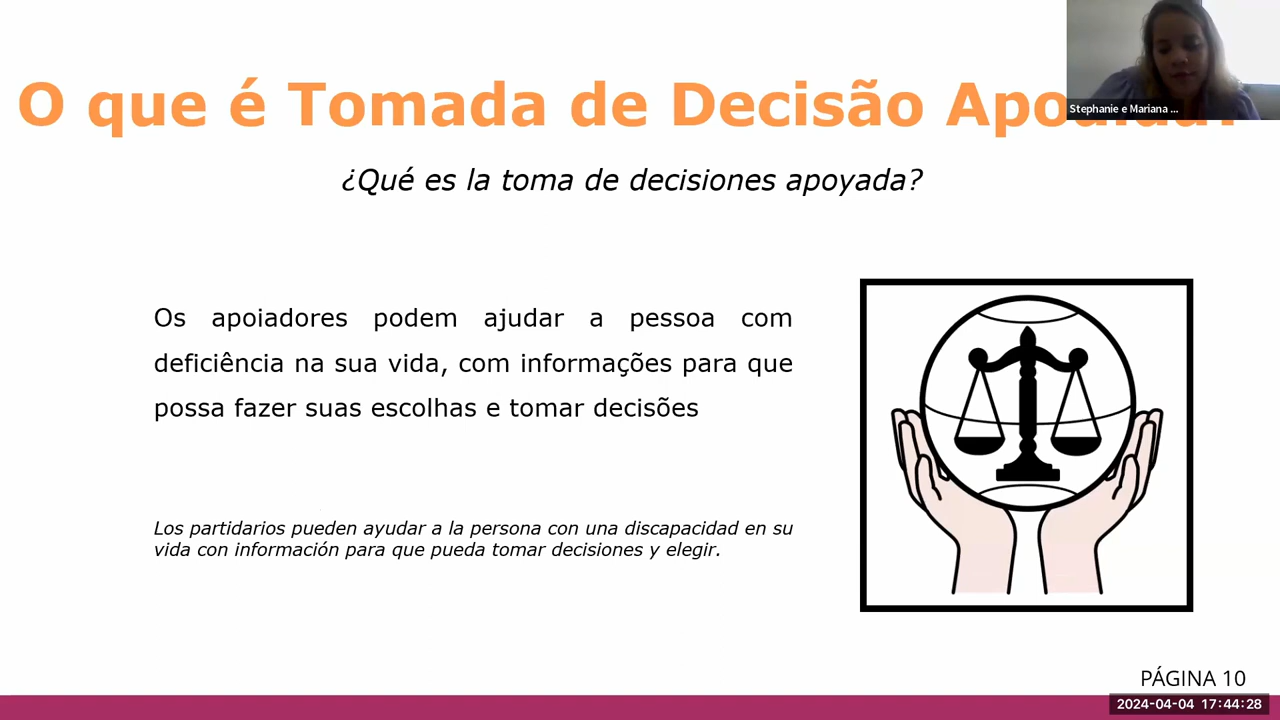 O que é Tomada de Decisão
Stephanie e Mariana ...
¿Qué es la toma de decisiones apoyada?
Os apoiadores podem ajudar a pessoa com
deficiência na sua vida, com informações para que
possa fazer suas escolhas e tomar decisões
Los partidarios pueden ayudar a la persona con una discapacidad en su
vida con información para que pueda tomar decisiones y elegir.
PÁGINA 10
2024-04-04 17:44:28